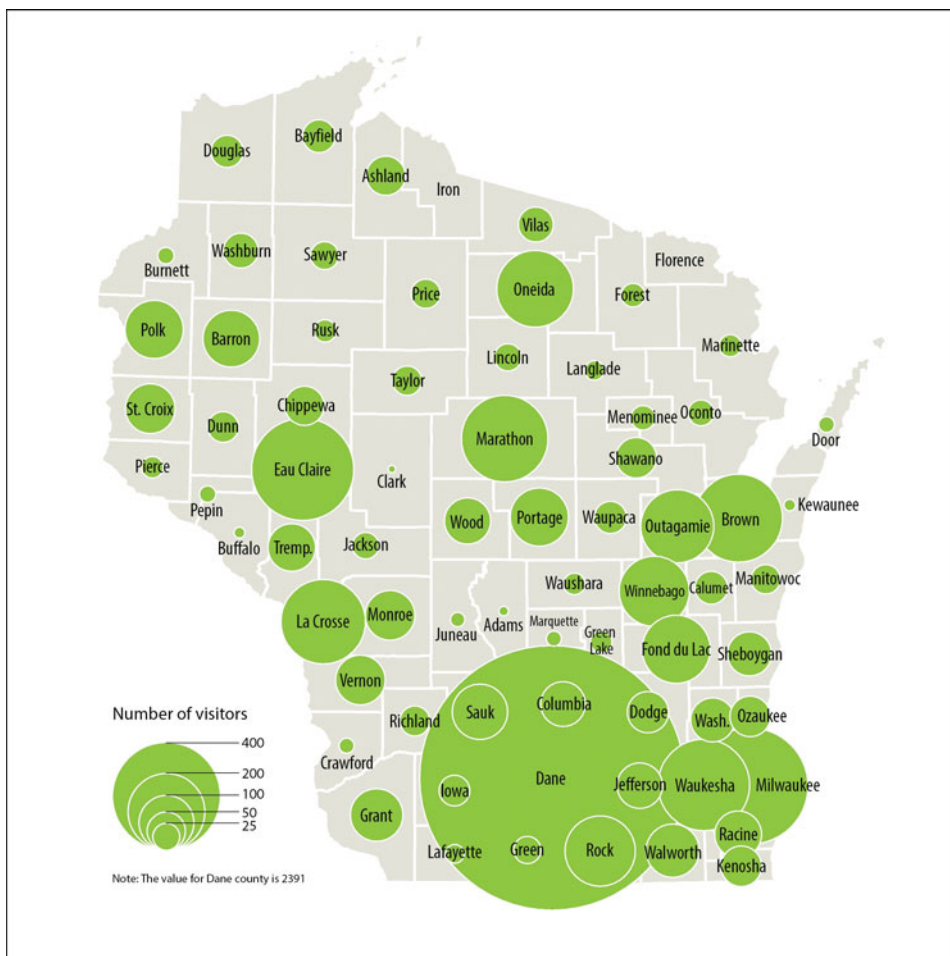 Douglas
Bayfield
Ashland
Iron
Vilas
Washburn
Sawyer
Burnett
Florence
Price
Oneida
Forest
Polk
Barron
Rusk
Marinette
Lincoln
Langlade
Taylor
St. Croix
Chippewa
Dunn
Menominee
Oconto
Marathon
Door
Shawano
Pierce
Eau Claire
Clark
Pepin
Kewaunee
Wood
Portage
Waupaca
Outagamie
Brown
Buffalo
Tremp.
Jackson
Waushara
Winnebago
Calumet
Manitowoc
La Crosse
Monroe
Juneau
Adams
Marquette
Green
Lake
Fond du Lac
Sheboygan
Vernon
Richland
Sauk
Columbia
Dodge
Wash.
Ozaukee
Crawford
Dane
Iowa
Jefferson
Waukesha
Milwaukee
Grant
Lafayette
Green
Rock
Walworth
Racine
Kenosha
Number of visitors
400
200
100
50
25
Note: The value for Dane county is 2391